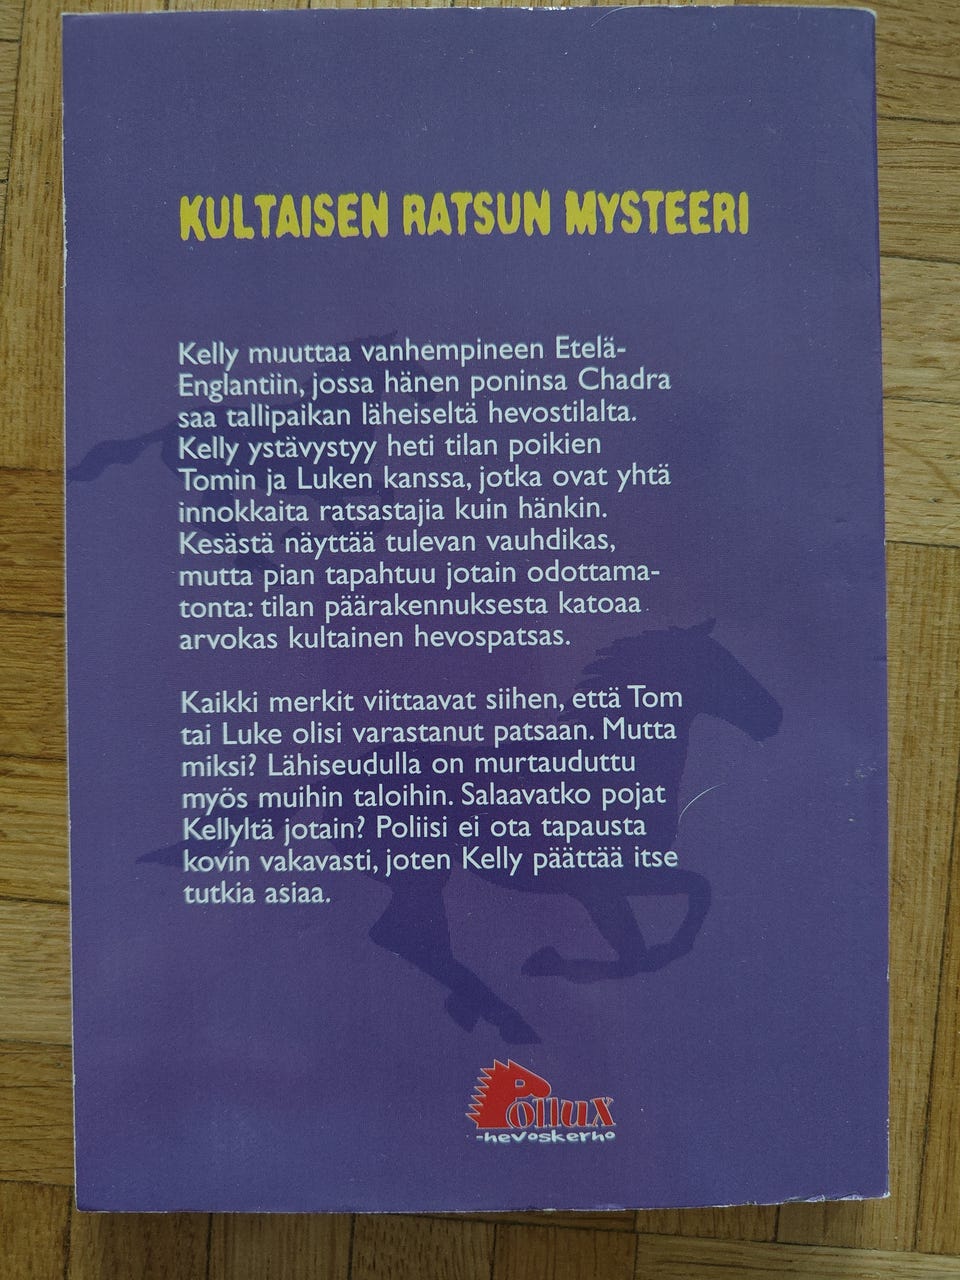 KULTAISEN RATSUN MYSTEERI
Kelly muuttaa vanhempineen Etelä-
Englantiin, jossa hänen poninsa Chadra
saa tallipaikan läheiseltä hevostilalta.
Kelly ystävystyy heti tilan poikien
Tomin ja Luken kanssa, jotka ovat yhtä
innokkaita ratsastajia kuin hänkin.
Kesästä näyttää tulevan vauhdikas,
mutta pian tapahtuu jotain odottama-
tonta: tilan päärakennuksesta katoaa
arvokas kultainen hevospatsas.
Kaikki merkit viittaavat siihen, että Tom
tai Luke olisi varastanut patsaan. Mutta
miksi? Lähiseudulla on murtauduttu
myös muihin taloihin. Salaavatko pojat
Kellyltä jotain? Poliisi ei ota tapausta
kovin vakavasti, joten Kelly päättää itse
tutkia asiaa.
Pollux
-hevoskerho